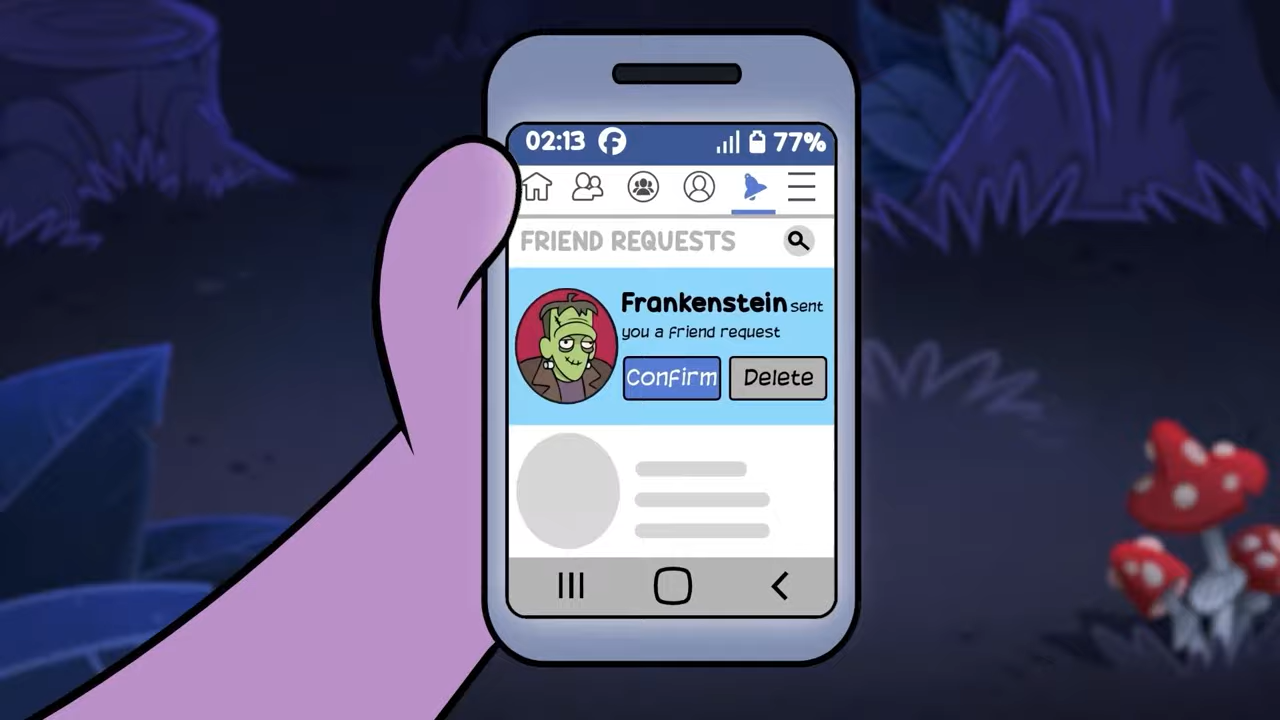 02:13 77%
FRIEND REQUESTS
Frankenstein sent
you a friend request
Confirm Delete